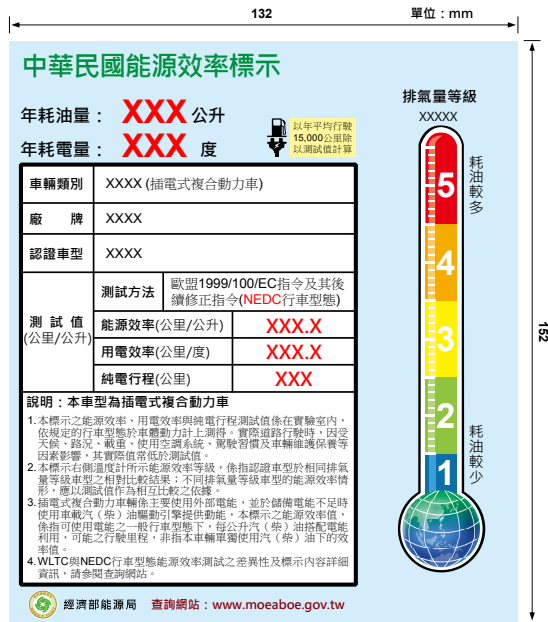 132
單位：mm
中華民國能源效率標示
年耗油量： XXX 公升
年耗電量： XXX 度
以年平均行駛
15,000公里除
以測試值計算
排氣量等級
XXXXX
車輛類別 XXXX (插電式複合動力車)
廠 牌 XXXX
認證車型 XXXX
測 試 值
(公里/公升)
測試方法
歐盟1999/100/EC指令及其後
續修正指令(NEDC行車型態)
能源效率(公里/公升) XXX.X
用電效率(公里/度) XXX.X
純電行程(公里) XXX
說明：本車型為插電式複合動力車
1.本標示之能源效率、用電效率與純電行程測試值係在實驗室內，
依規定的行車型態於車體動力計上測得。實際道路行駛時，因受
天候、路況、載重、使用空調系統、駕駛習慣及車輛維護保養等
因素影響，其實際值常低於測試值。
2.本標示右側溫度計所示能源效率等級，係指認證車型於相同排氣
量等級車型之相對比較結果；不同排氣量等級車型的能源效率情
形，應以測試值作為相互比較之依據。
3.插電式複合動力車輛係主要使用外部電能，並於儲備電能不足時
使用車載汽（柴）油驅動引擎提供動能，本標示之能源效率值，
係指可使用電能之一般行車型態下，每公升汽（柴）油搭配電能
利用，可能之行駛里程，非指本車輛單獨使用汽（柴）油下的效
率值。
4.WLTC與NEDC行車型態能源效率測試之差異性及標示內容詳細
資訊，請參閱查詢網站。
5
4
3
2
1
耗油較多
耗油較少
152
經濟部能源局 查詢網站：www.moeaboe.gov.tw